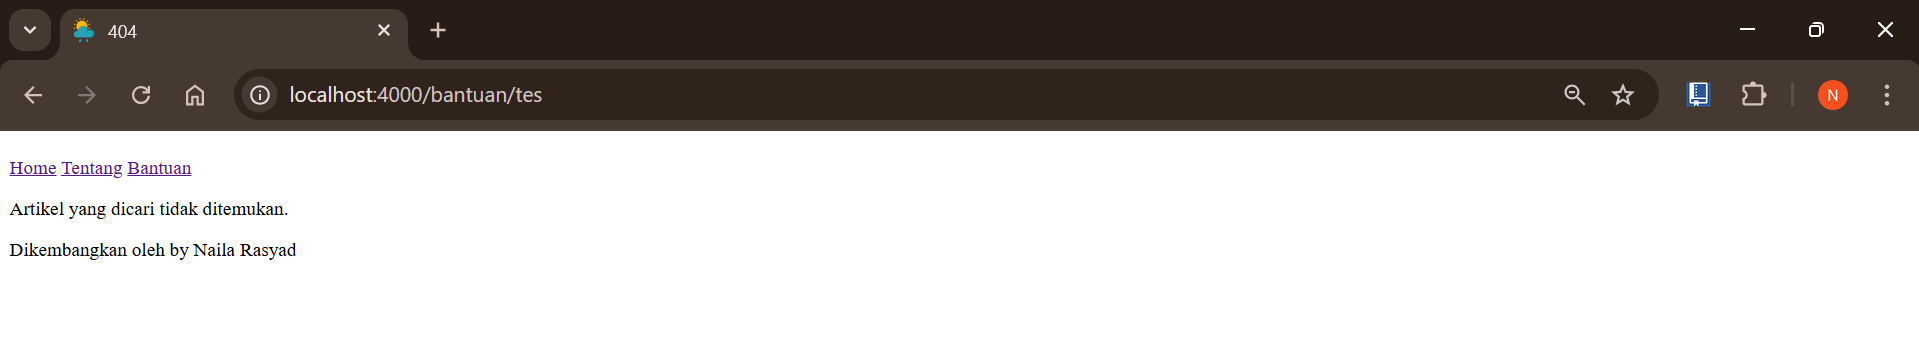 404
localhost:4000/bantuan/tes
N
Home Tentang Bantuan
Artikel yang dicari tidak ditemukan.
Dikembangkan oleh by Naila Rasyad